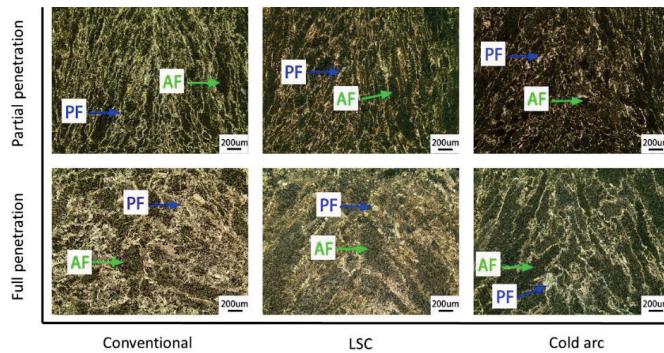 Partial penetration
AF
PF
200um
PF
AF
200um
PF
AF
200um
Full penetration
PF
AF
200um
PF
AF
200um
AF
PF
200um
Conventional
LSC
Cold arc